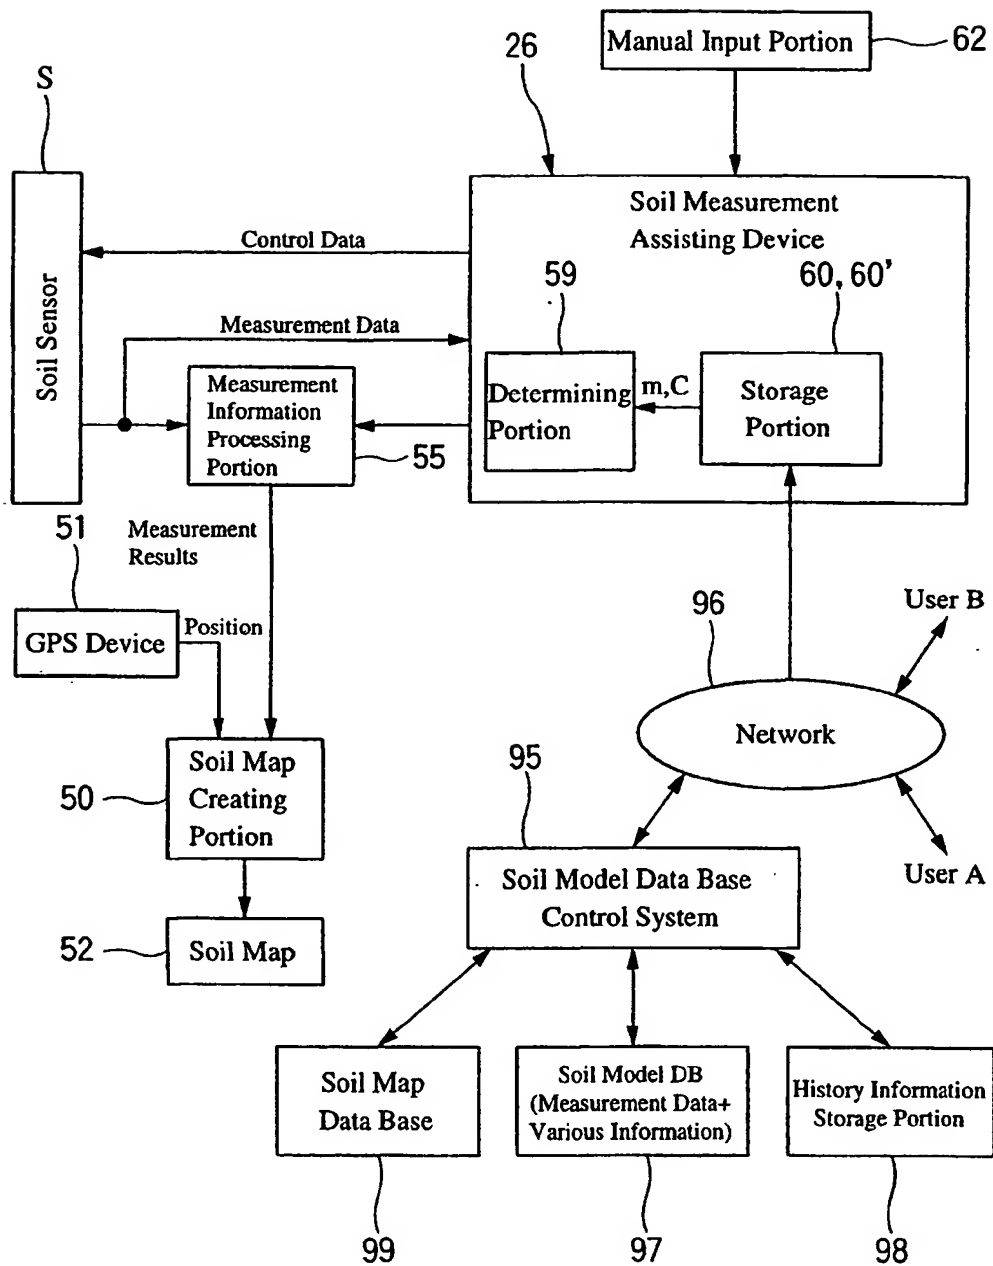 Manual Input Portion
62
26
S
Soil Measurement
Assisting Device
Control Data
59
60, 60'
Soil Sensor
Measurement Data
Measurement
Information
Processing
Portion
Determining
Portion
m,C
Storage
Portion
55
51
Measurement
Results
GPS Device
Position
96
User B
Network
Soil Map
Creating
Portion
50
95
User A
Soil Model Data Base
Control System
52
Soil Map
Soil Map
Data Base
Soil Model DB
(Measurement Data+
Various Information)
History Information
Storage Portion
99
97
98